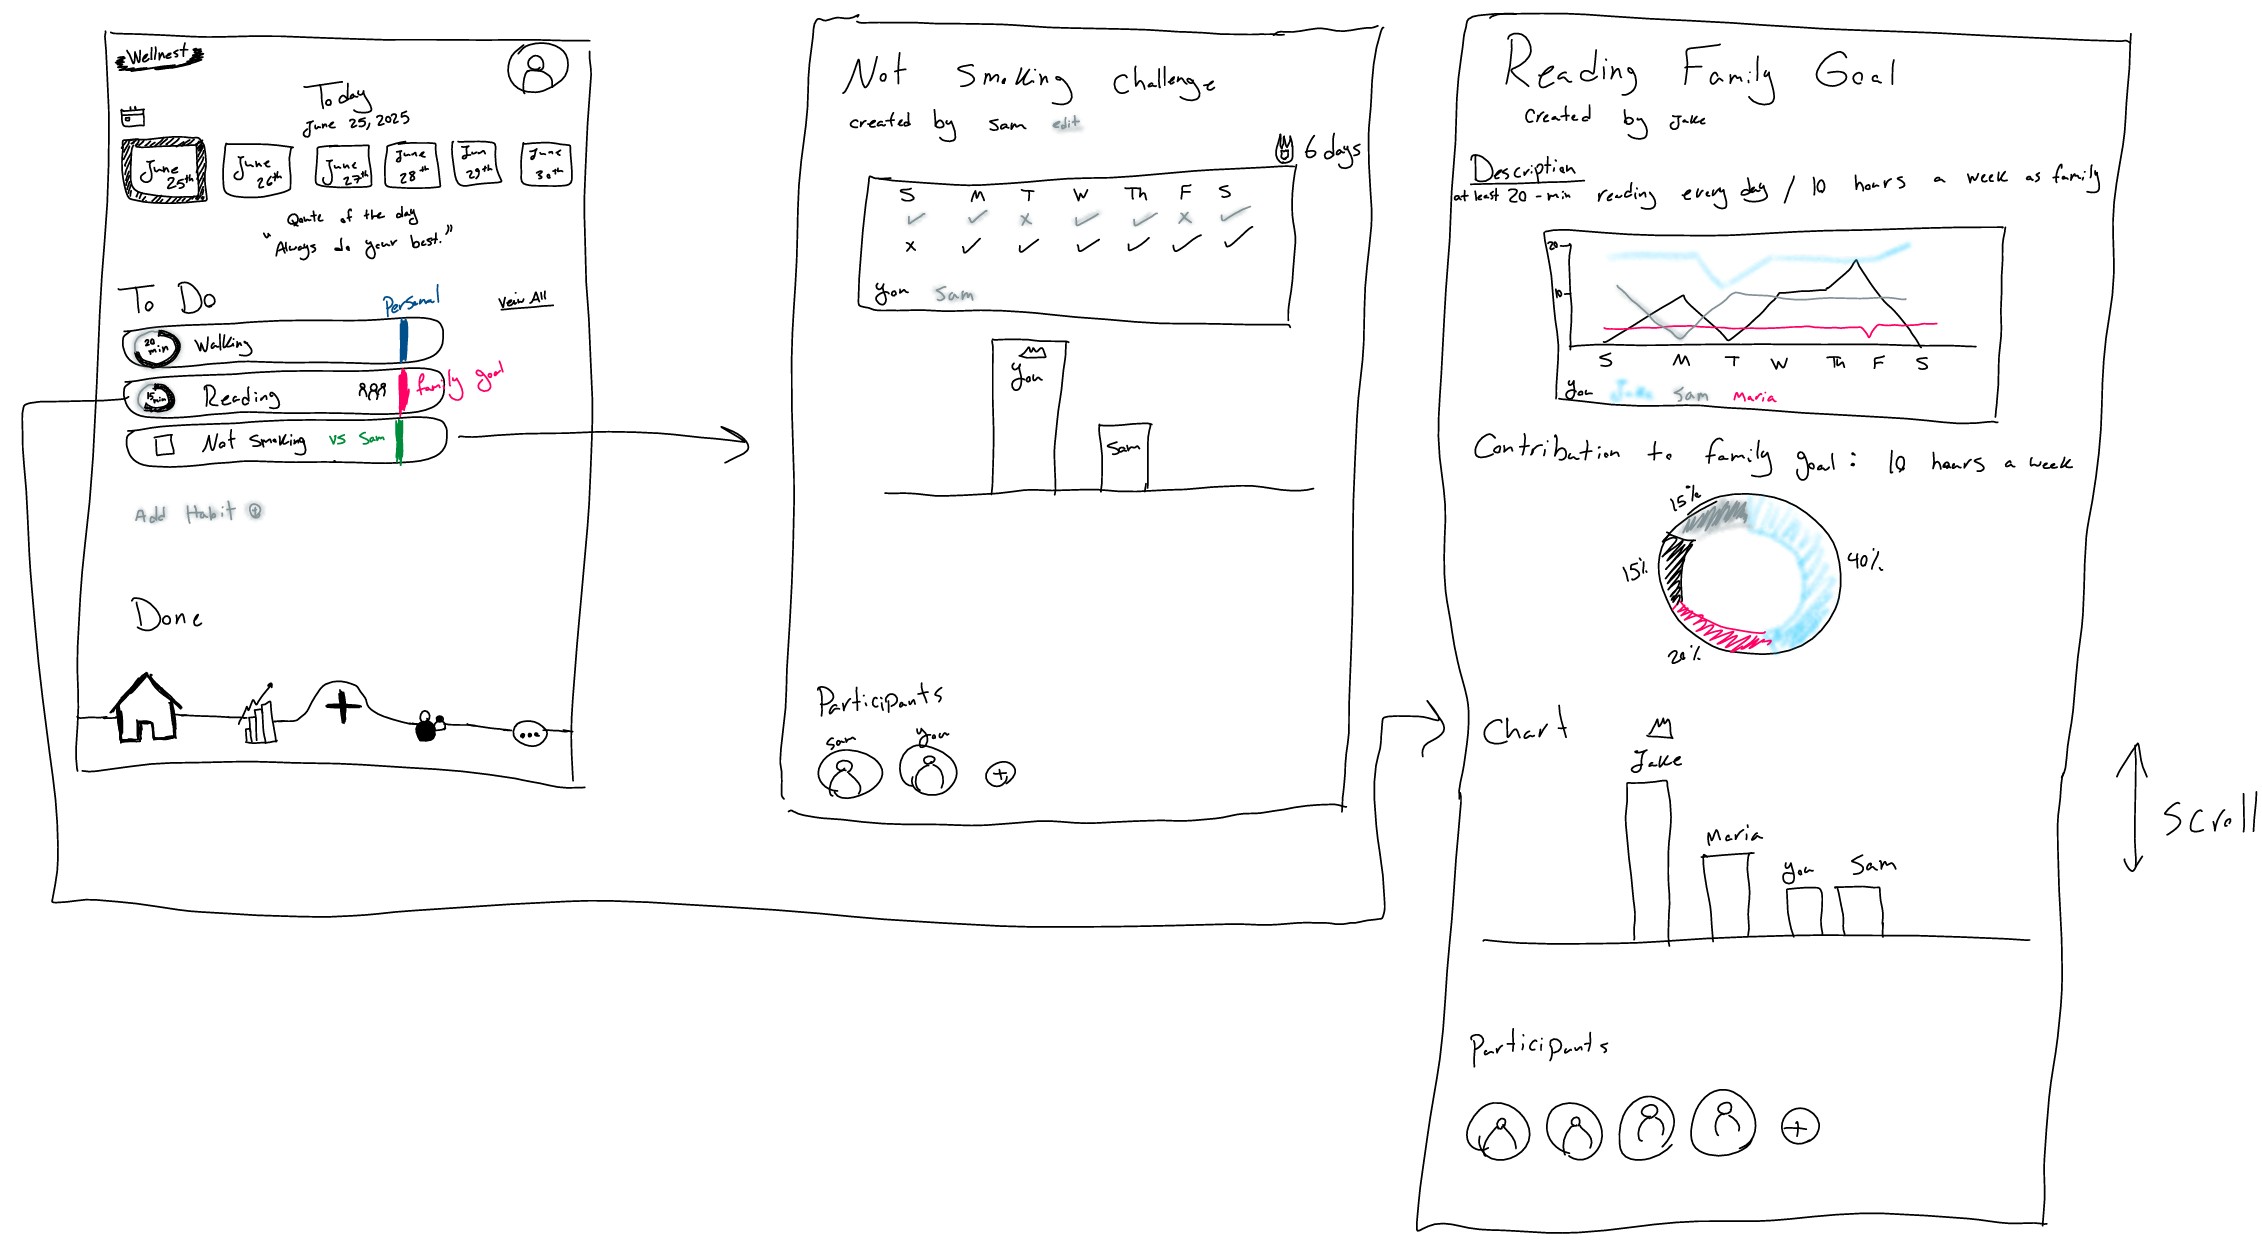 Wellnest
Today
June 25, 2025
June 25th
June 26th
June 27th
June 28th
Jun 29th
June 30th
Qoute of the day
"Always do your best."
To Do
Personal
Veiw All
20 min Walking
15 min Reading
family goal
Not Smoking vs Sam
Add Habit
Done
Not Smoking Challenge
created by Sam edit
6 days
S M T W Th F S
you Sam
you
Sam
Participants
sam you
Reading Family Goal
created by Jake
Description
at least 20-min reading every day / 10 hours a week as family
20
10
S M T W Th F S
you Jake Sam Maria
Contribution to family goal: 10 hours a week
15%
15%
40%
20%
Chart
Jake
Maria
you
Sam
Participants
Scroll